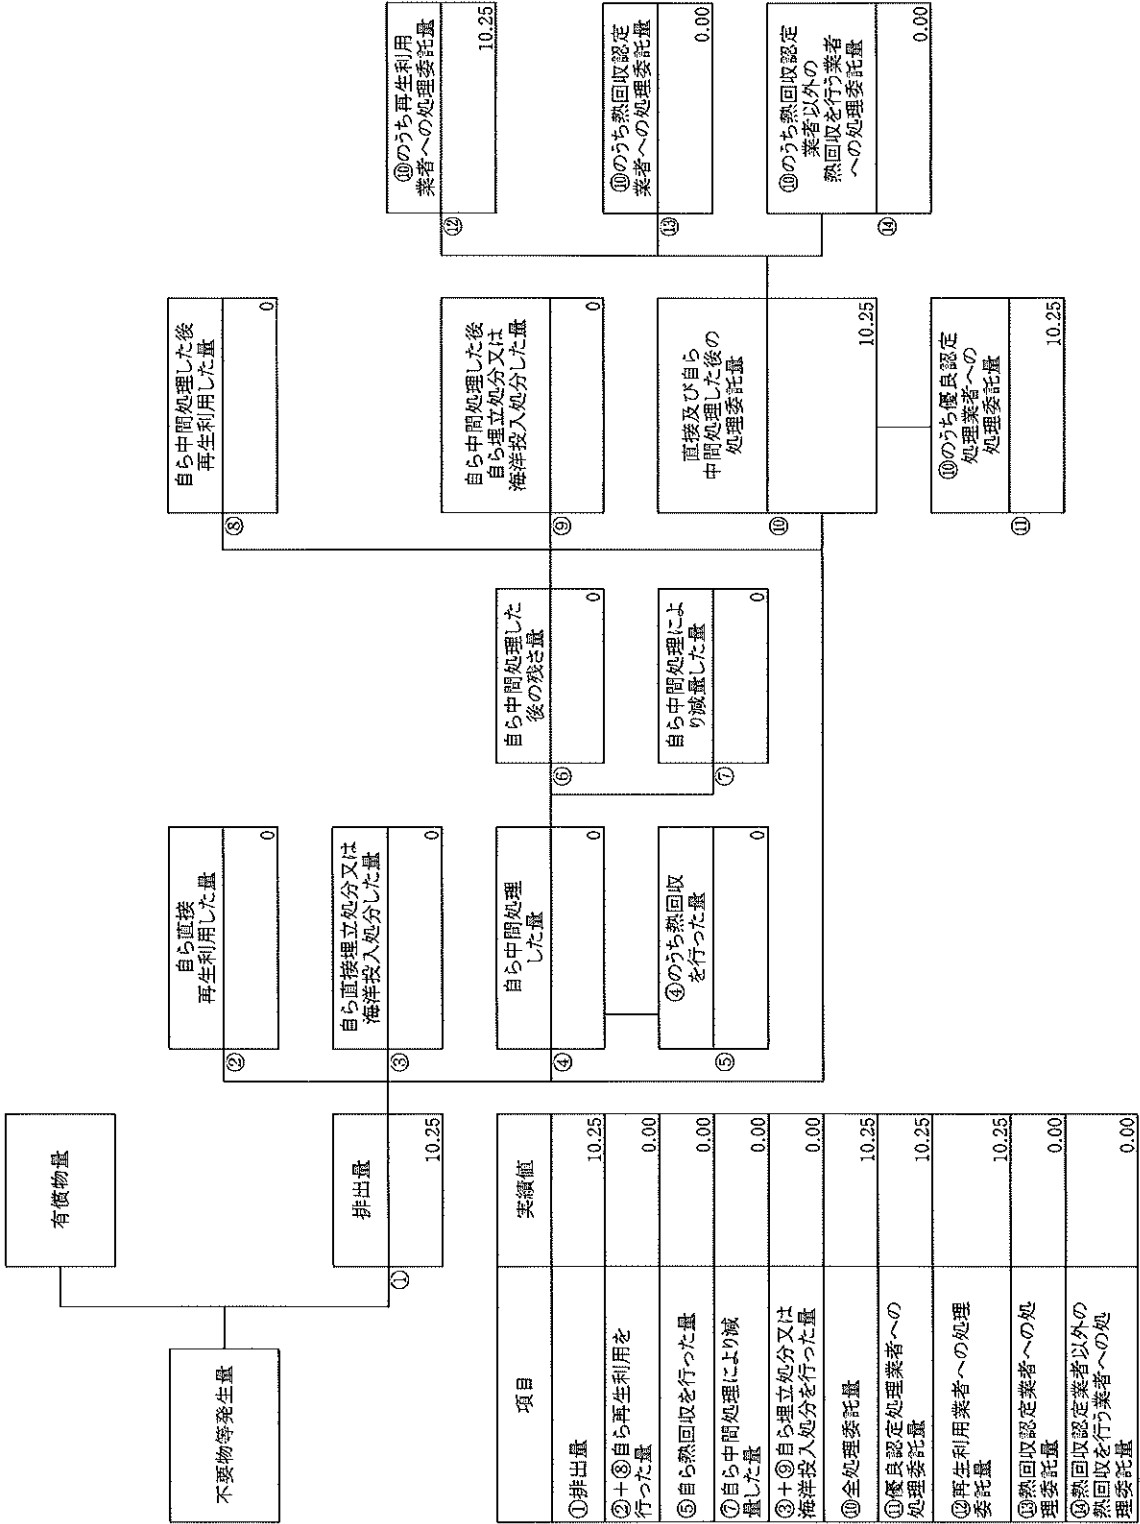 不要物等発生量
有償物量
①
排出量
10.25
②
自ら直接
再生利用した量
0
③
自ら直接埋立処分又は
海洋投入処分した量
0
④
自ら中間処理
した量
0
⑤
④のうち熱回収
を行った量
0
⑥
自ら中間処理した
後の残さ量
0
⑦
自ら中間処理によ
り減量した量
0
⑧
自ら中間処理した後
再生利用した量
0
⑨
自ら中間処理した後
自ら埋立処分又は
海洋投入処分した量
0
⑩
直接及び自ら
中間処理した後の
処理委託量
10.25
⑪
⑩のうち優良認定
処理業者への
処理委託量
10.25
⑫
⑩のうち再生利用
業者への処理委託量
10.25
⑬
⑩のうち熱回収認定
業者への処理委託量
0.00
⑭
⑩のうち熱回収認定
業者以外の
熱回収を行う業者
への処理委託量
0.00
項目 実績値
①排出量 10.25
②+⑧自ら再生利用を
行った量 0.00
⑤自ら熱回収を行った量 0.00
⑦自ら中間処理により減
量した量 0.00
③+⑨自ら埋立処分又は
海洋投入処分を行った量 0.00
⑩全処理委託量 10.25
⑪優良認定処理業者への
処理委託量 10.25
⑫再生利用業者への処理
委託量 10.25
⑬熱回収認定業者への処
理委託量 0.00
⑭熱回収認定業者以外の
熱回収を行う業者への処
理委託量 0.00